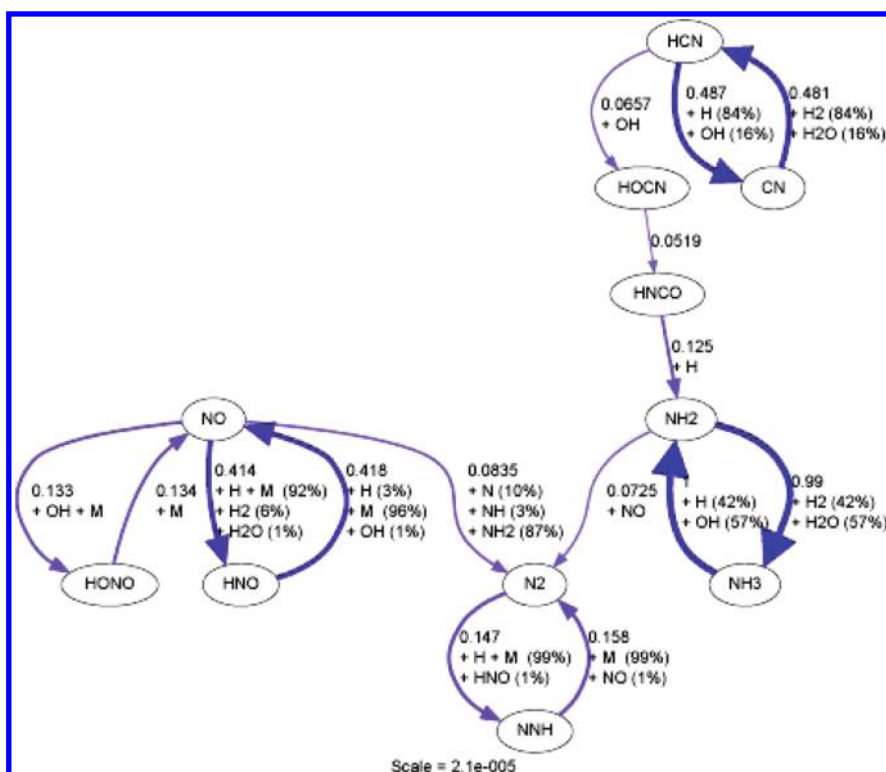 HCN
0.0657
+ OH
0.487
+ H (84%)
+ OH (16%)
0.481
+ H2 (84%)
+ H2O (16%)
HOCN
CN
0.0519
HNCO
0.125
+ H
NO
NH2
0.133
+ OH + M
0.134
+ M
0.414
+ H + M (92%)
+ H2 (6%)
+ H2O (1%)
0.418
+ H (3%)
+ M (96%)
+ OH (1%)
0.0835
+ N (10%)
+ NH (3%)
+ NH2 (87%)
0.0725
+ NO
1
+ H (42%)
+ OH (57%)
0.99
+ H2 (42%)
+ H2O (57%)
HONO
HNO
N2
NH3
0.147
+ H + M (99%)
+ HNO (1%)
0.158
+ M (99%)
+ NO (1%)
NNH
Scale = 2.1e-005